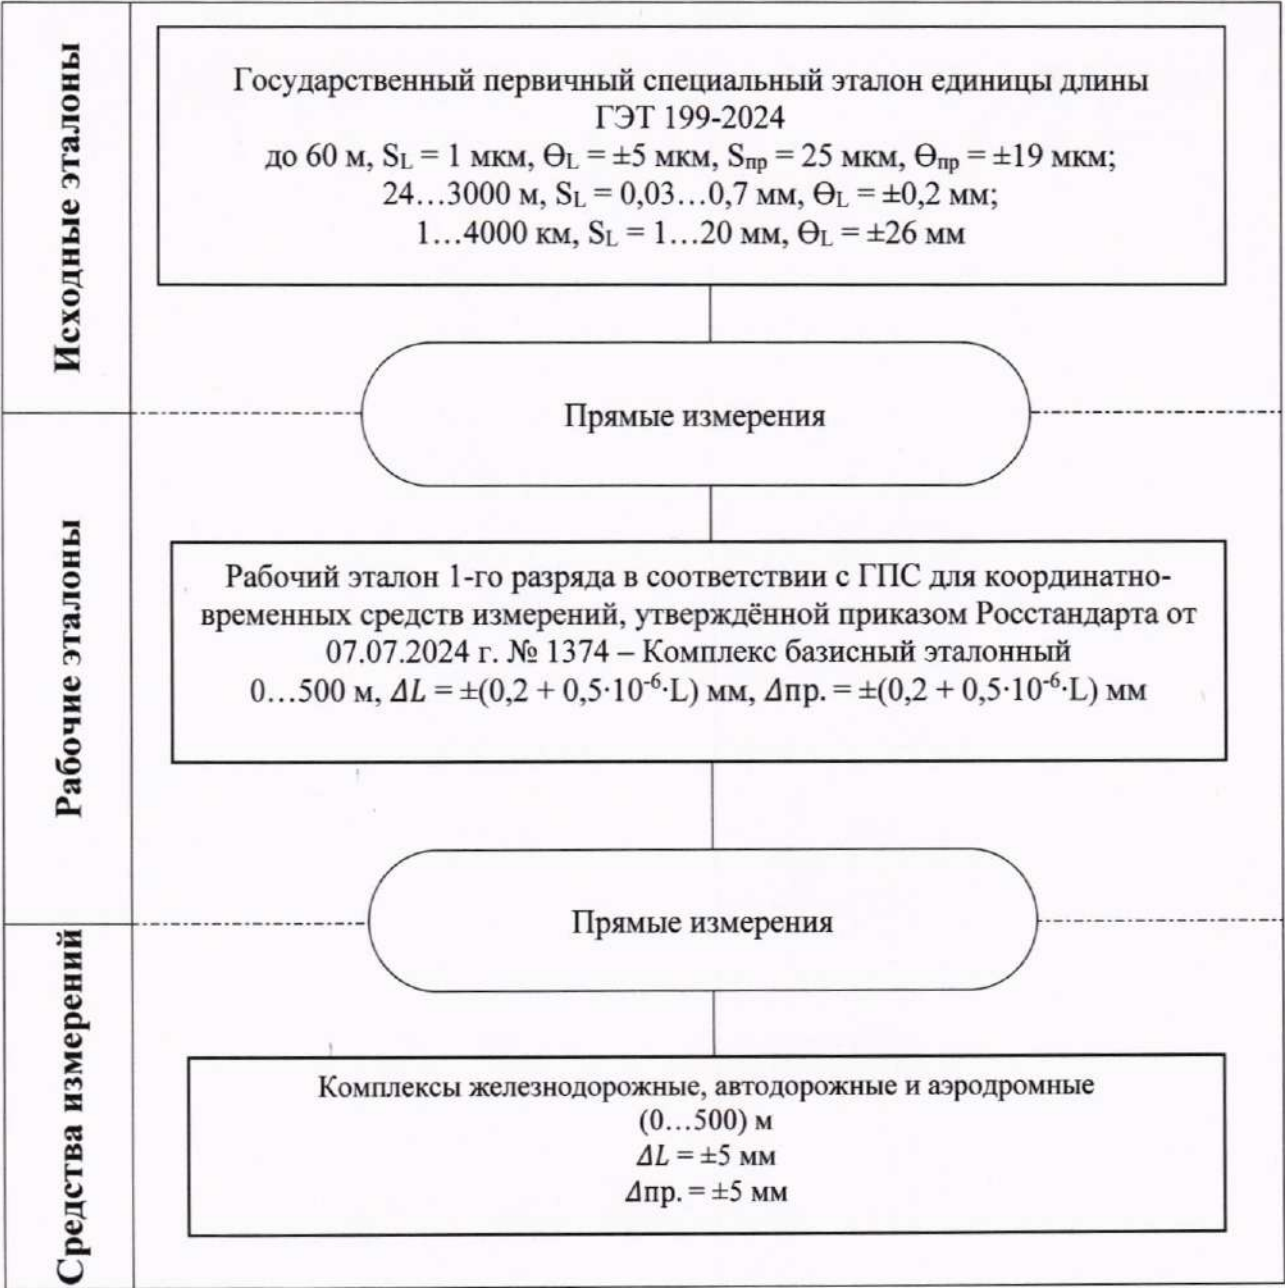 Исходные эталоны
Государственный первичный специальный эталон единицы длины
ГЭТ 199-2024
до 60 м, S_L = 1 мкм, Ө_L = ±5 мкм, S_пр = 25 мкм, Ө_пр = ±19 мкм;
24…3000 м, S_L = 0,03…0,7 мм, Ө_L = ±0,2 мм;
1…4000 км, S_L = 1…20 мм, Ө_L = ±26 мм
Прямые измерения
Рабочие эталоны
Рабочий эталон 1-го разряда в соответствии с ГПС для координатно-
временных средств измерений, утверждённой приказом Росстандарта от
07.07.2024 г. № 1374 – Комплекс базисный эталонный
0…500 м, ΔL = ±(0,2 + 0,5·10⁻⁶·L) мм, Δпр. = ±(0,2 + 0,5·10⁻⁶·L) мм
Прямые измерения
Средства измерений
Комплексы железнодорожные, автодорожные и аэродромные
(0…500) м
ΔL = ±5 мм
Δпр. = ±5 мм